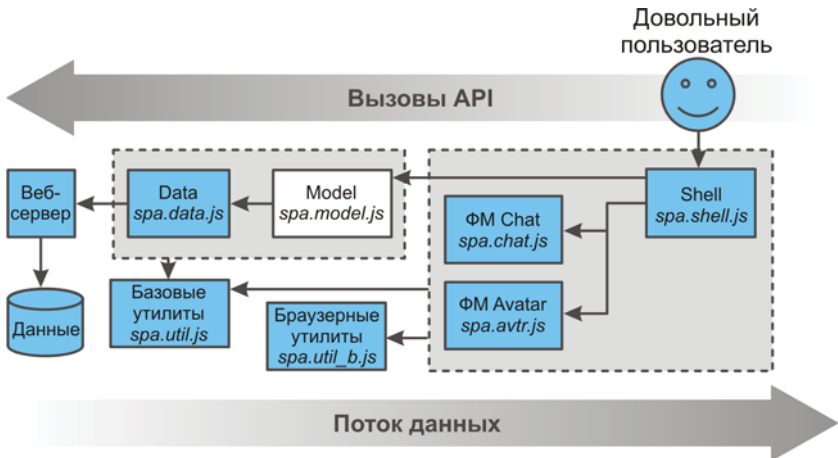 Довольный
пользователь
Вызовы API
Веб-
сервер
Data
spa.data.js
Model
spa.model.js
Shell
spa.shell.js
ФМ Chat
spa.chat.js
Данные
Базовые
утилиты
spa.util.js
Браузерные
утилиты
spa.util_b.js
ФМ Avatar
spa.avtr.js
Поток данных